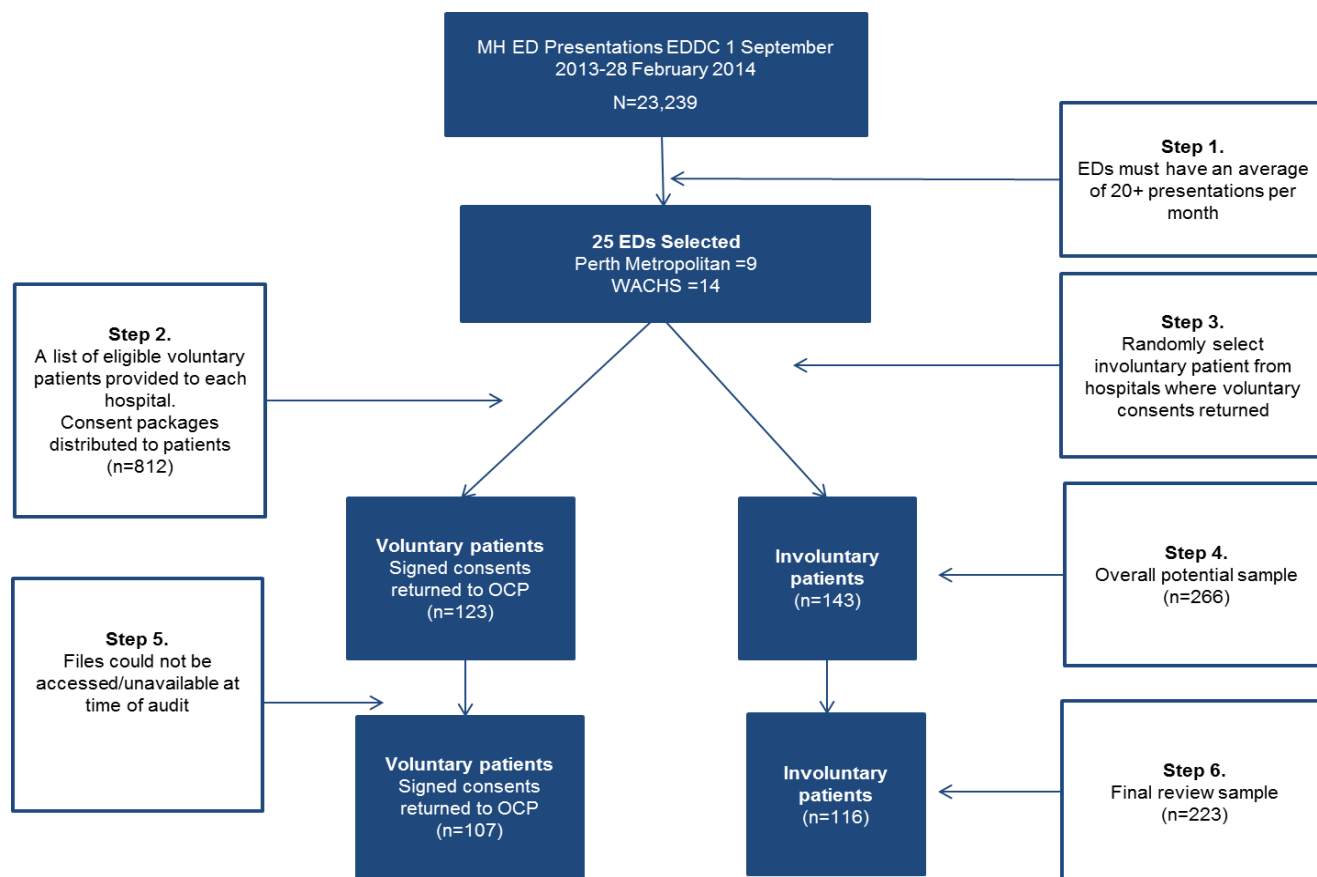 MH ED Presentations EDDC 1 September
2013-28 February 2014
N=23,239
Step 1.
EDs must have an average
of 20+ presentations per
month
25 EDs Selected
Perth Metropolitan =9
WACHS =14
Step 2.
A list of eligible voluntary
patients provided to each
hospital.
Consent packages
distributed to patients
(n=812)
Step 3.
Randomly select
involuntary patient from
hospitals where voluntary
consents returned
Voluntary patients
Signed consents
returned to OCP
(n=123)
Involuntary
patients
(n=143)
Step 4.
Overall potential sample
(n=266)
Step 5.
Files could not be
accessed/unavailable at
time of audit
Voluntary patients
Signed consents
returned to OCP
(n=107)
Involuntary
patients
(n=116)
Step 6.
Final review sample
(n=223)